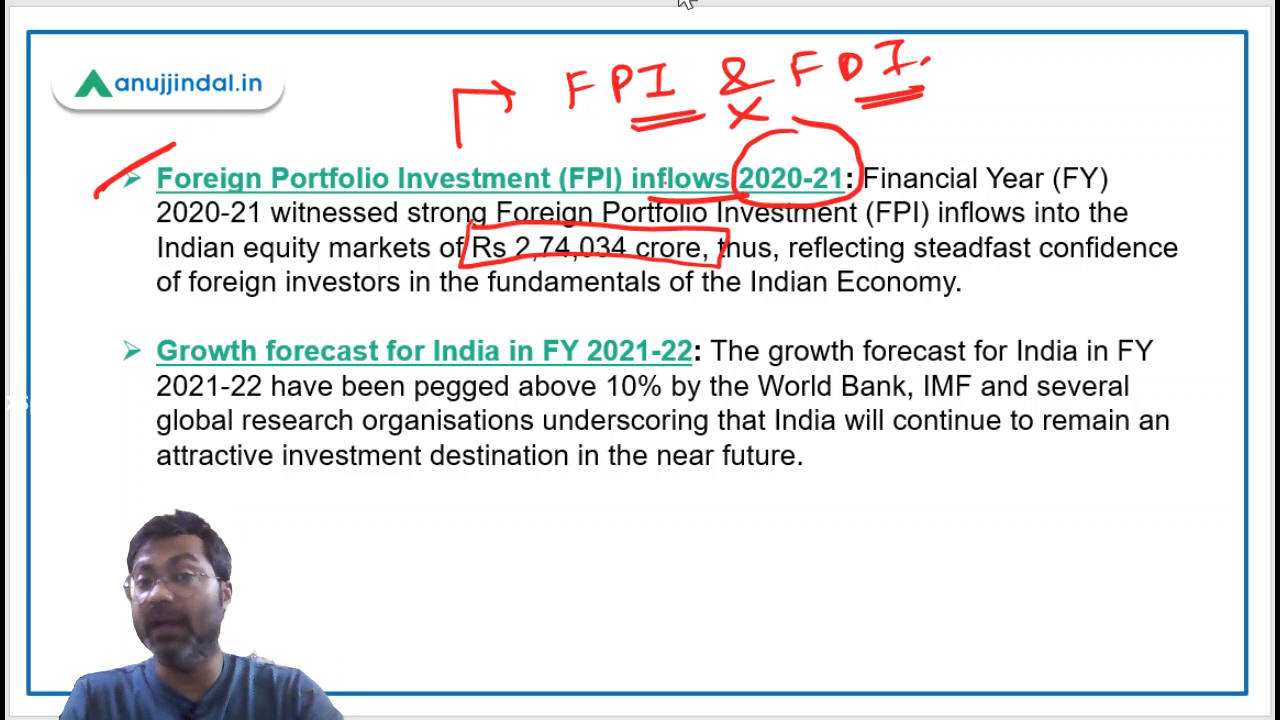 anujjindal.in
FPI & FDI.
Foreign Portfolio Investment (FPI) inflows 2020-21: Financial Year (FY)
2020-21 witnessed strong Foreign Portfolio Investment (FPI) inflows into the
Indian equity markets of Rs 2,74,034 crore, thus, reflecting steadfast confidence
of foreign investors in the fundamentals of the Indian Economy.
Growth forecast for India in FY 2021-22: The growth forecast for India in FY
2021-22 have been pegged above 10% by the World Bank, IMF and several
global research organisations underscoring that India will continue to remain an
attractive investment destination in the near future.